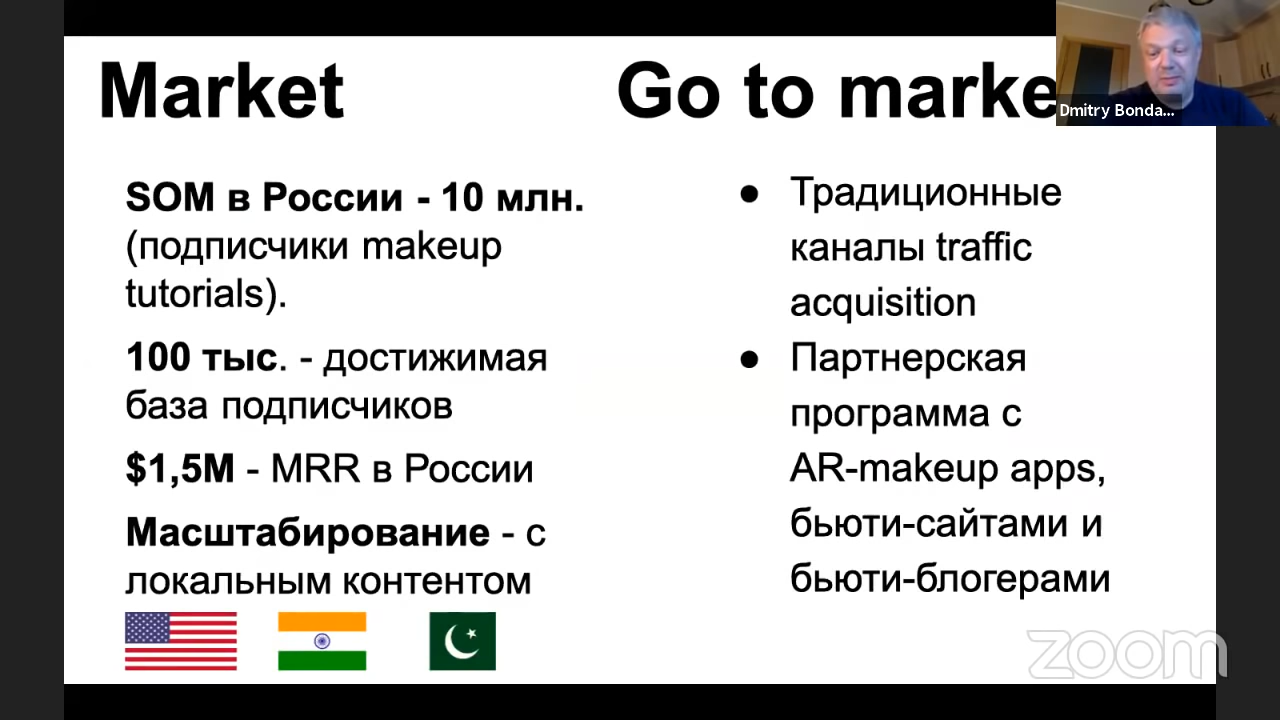 Market
Go to marke
Dmitry Bonda...
SOM в России - 10 млн.
(подписчики makeup
tutorials).
100 тыс. - достижимая
база подписчиков
$1,5M - MRR в России
Масштабирование - с
локальным контентом
● Традиционные
каналы traffic
acquisition
● Партнерская
программа с
AR-makeup apps,
бьюти-сайтами и
бьюти-блогерами
zoom